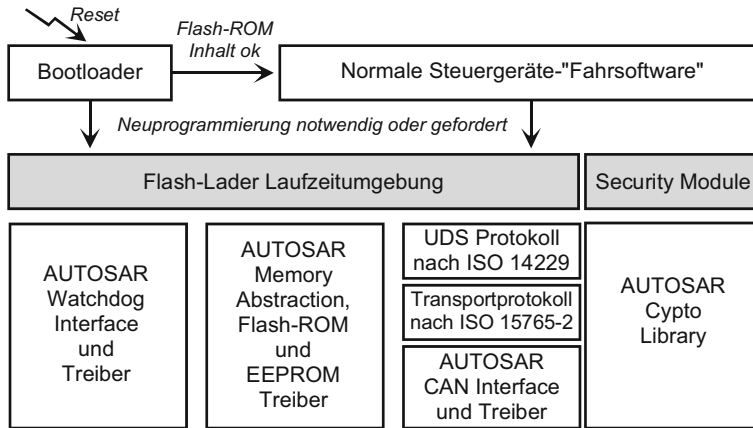 Reset
Flash-ROM
Inhalt ok
Bootloader
Normale Steuergeräte-"Fahrsoftware"
Neuprogrammierung notwendig oder gefordert
Flash-Lader Laufzeitumgebung
Security Module
AUTOSAR
Watchdog
Interface
und
Treiber
AUTOSAR
Memory
Abstraction,
Flash-ROM
und
EEPROM
Treiber
UDS Protokoll
nach ISO 14229
Transportprotokoll
nach ISO 15765-2
AUTOSAR
CAN Interface
und Treiber
AUTOSAR
Cypto
Library